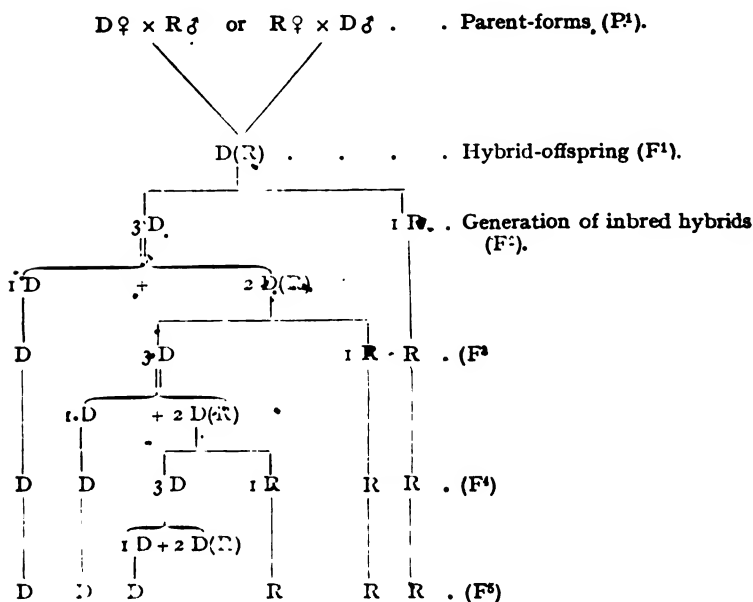 D♀ × R♂ or R♀ × D♂ . . Parent-forms, (P¹).
D(R) . . . . Hybrid-offspring (F¹).
3 D. 1 R. . Generation of inbred hybrids
(F²).
1 D + 2 D(R)
D 3 D 1 R R . (F³
1 D + 2 D(R)
D D 3 D 1 R R R . (F⁴)
1 D + 2 D(R)
D D D R R R . (F⁵)